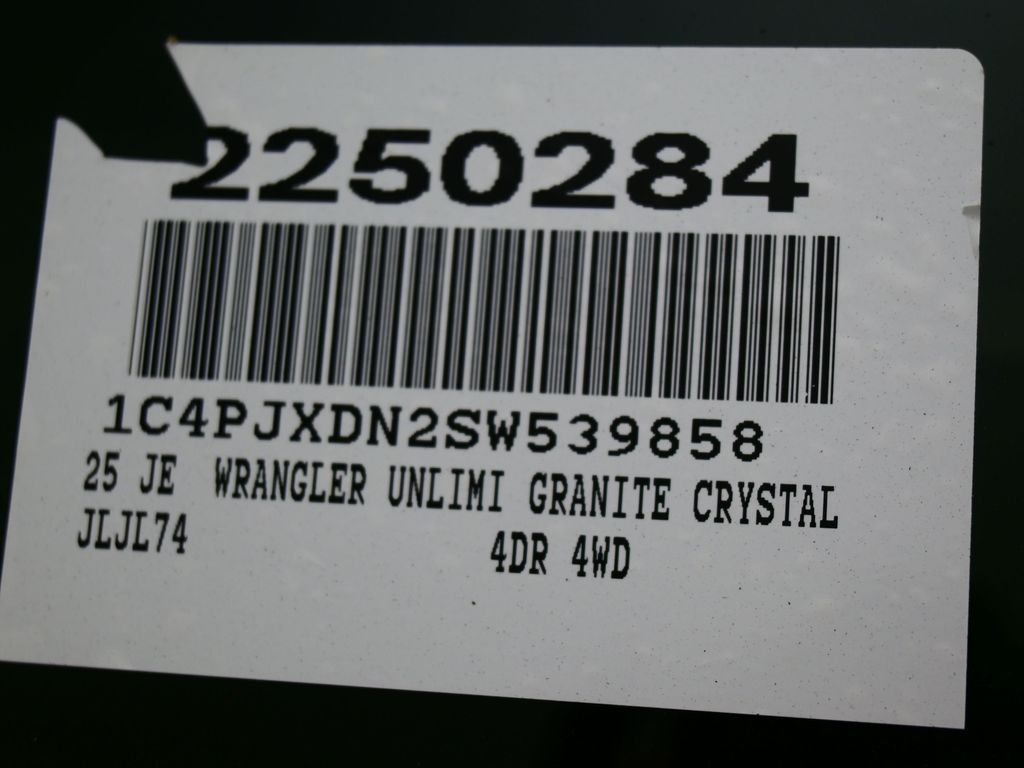 2250284
1C4PJXDN2SW539858
25 JE WRANGLER UNLIMI GRANITE CRYSTAL
JLJL74 4DR 4WD